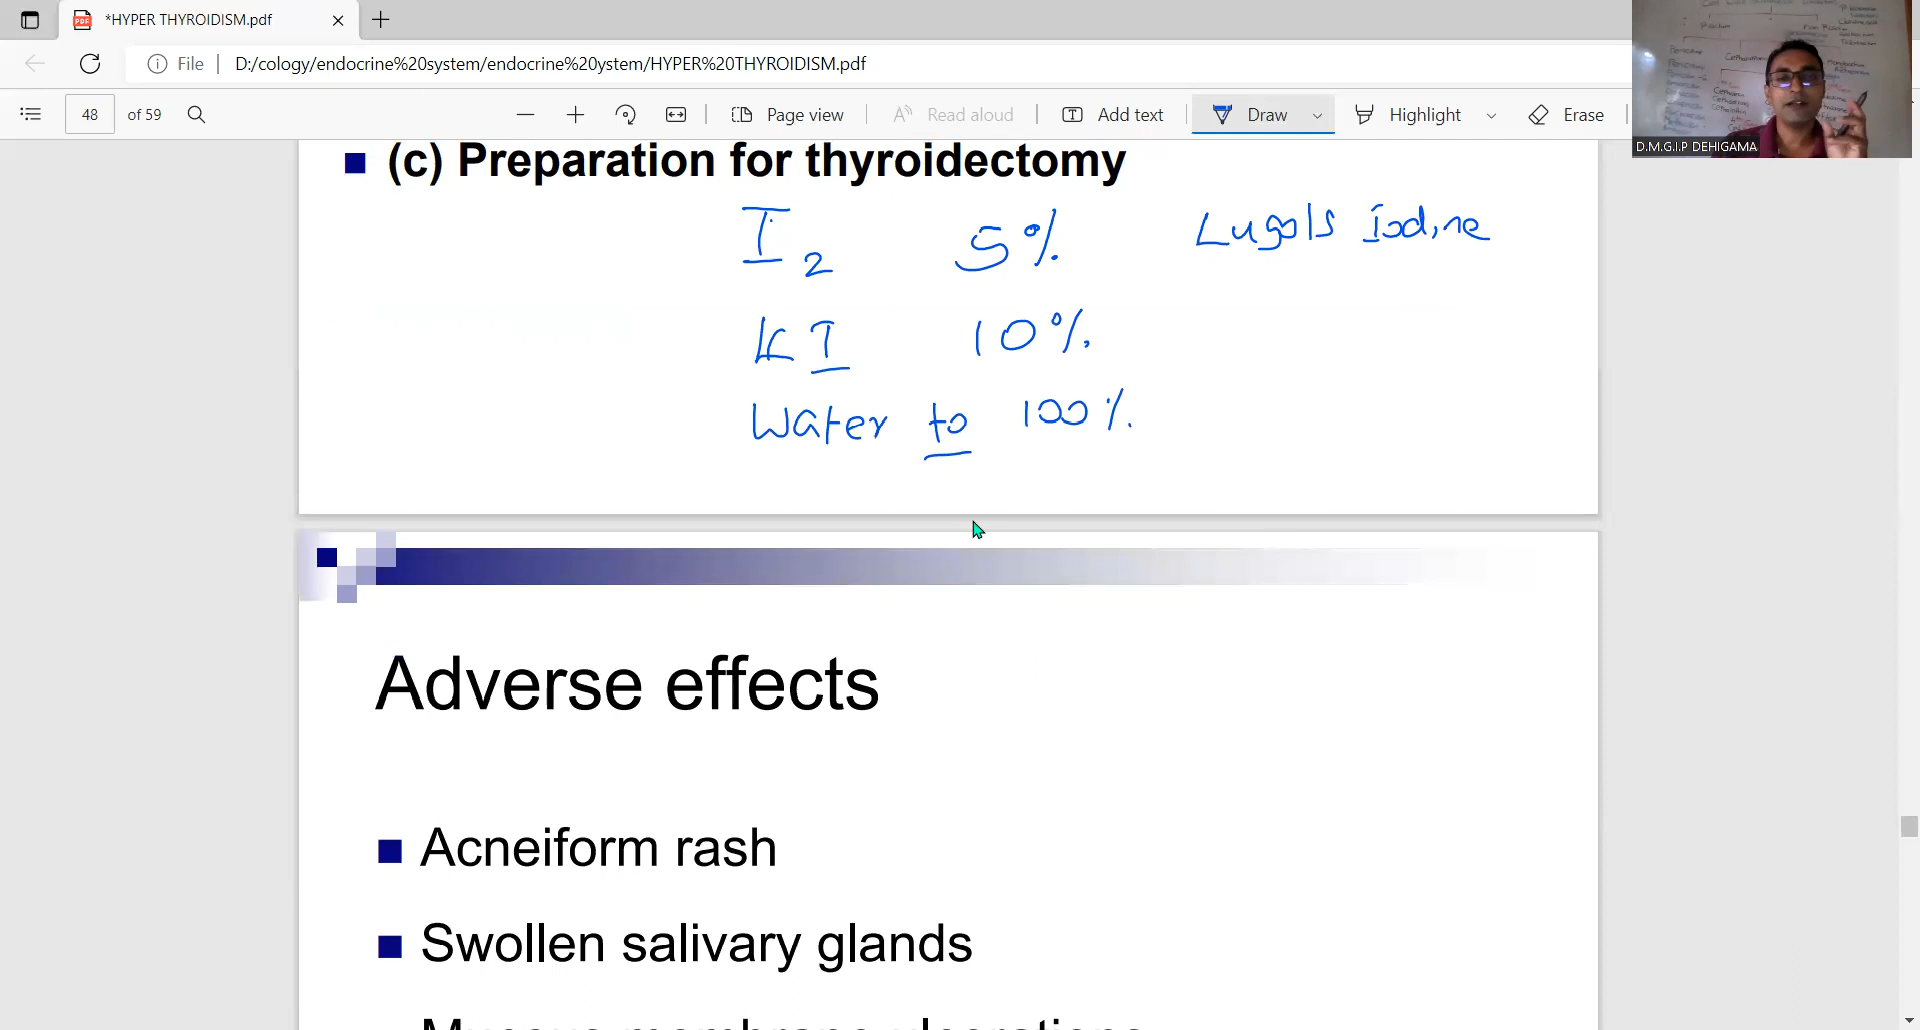 *HYPER THYROIDISM.pdf
File D:/cology/endocrine%20system/endocrine%20ystem/HYPER%20THYROIDISM.pdf
48 of 59 Page view Read aloud Add text Draw Highlight Erase
D.M.G.I.P DEHIGAMA
(c) Preparation for thyroidectomy
I2 5% Lugols Iodine
KI 10%
Water to 100%
Adverse effects
Acneiform rash
Swollen salivary glands